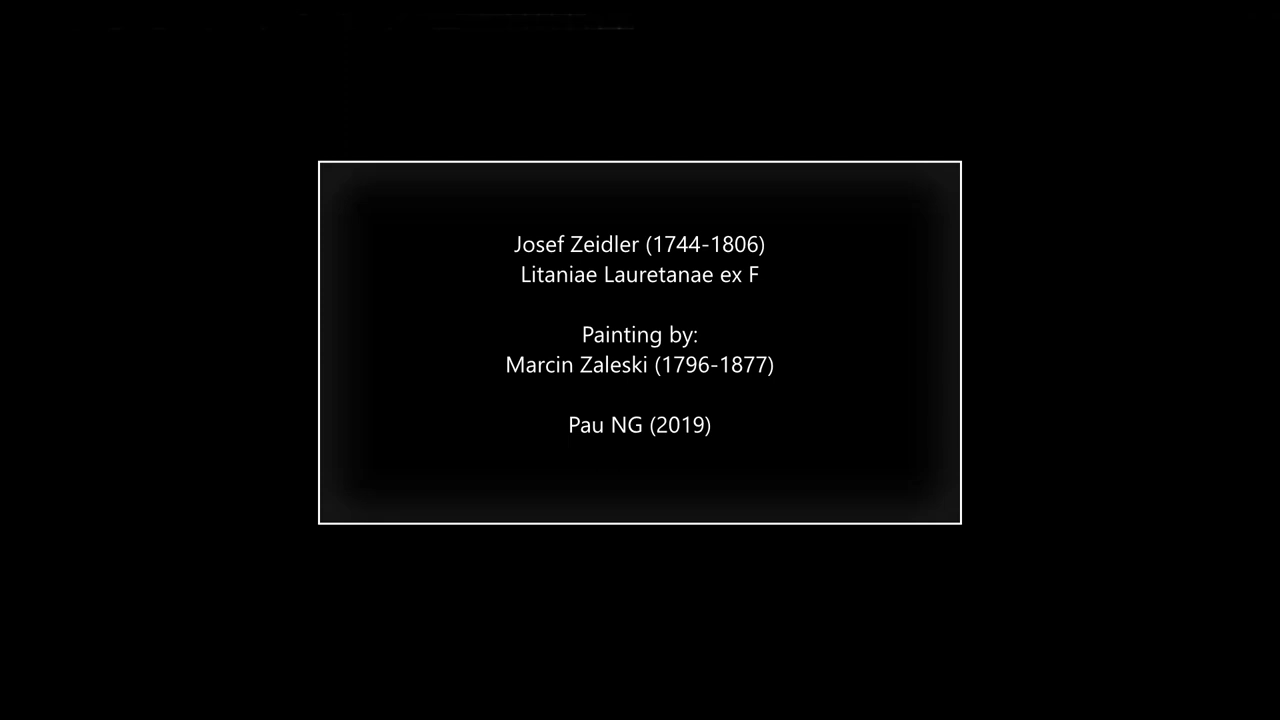 Josef Zeidler (1744-1806)
Litaniae Lauretanae ex F
Painting by:
Marcin Zaleski (1796-1877)
Pau NG (2019)